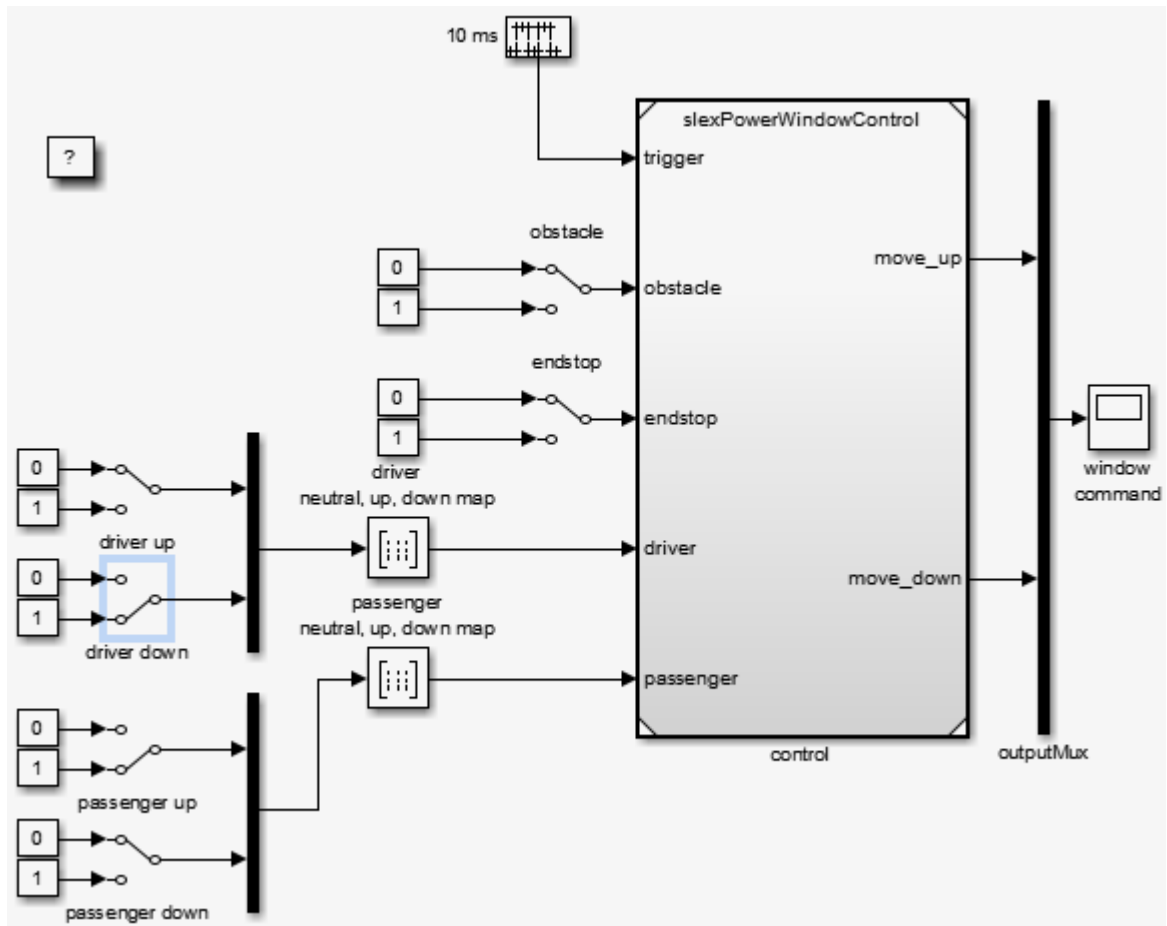 10 ms
slexPowerWindowControl
trigger
?
obstacle
0
1
obstacle
move_up
endstop
0
1
endstop
window
command
driver
neutral, up, down map
0
1
driver up
driver
move_down
0
1
driver down
passenger
neutral, up, down map
passenger
0
1
passenger up
control
outputMux
0
1
passenger down